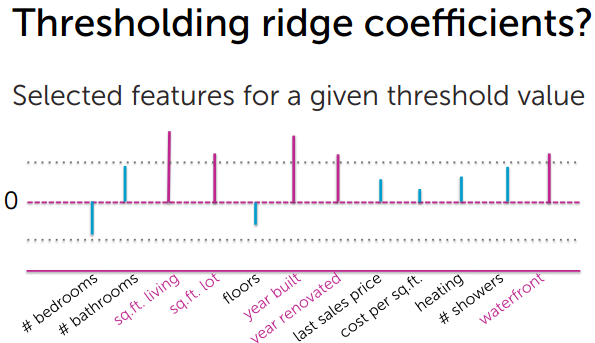 Thresholding ridge coefficients?
Selected features for a given threshold value
0
# bedrooms
# bathrooms
sq.ft. living
sq.ft. lot
floors
year built
year renovated
last sales price
cost per sq.ft.
heating
# showers
waterfront